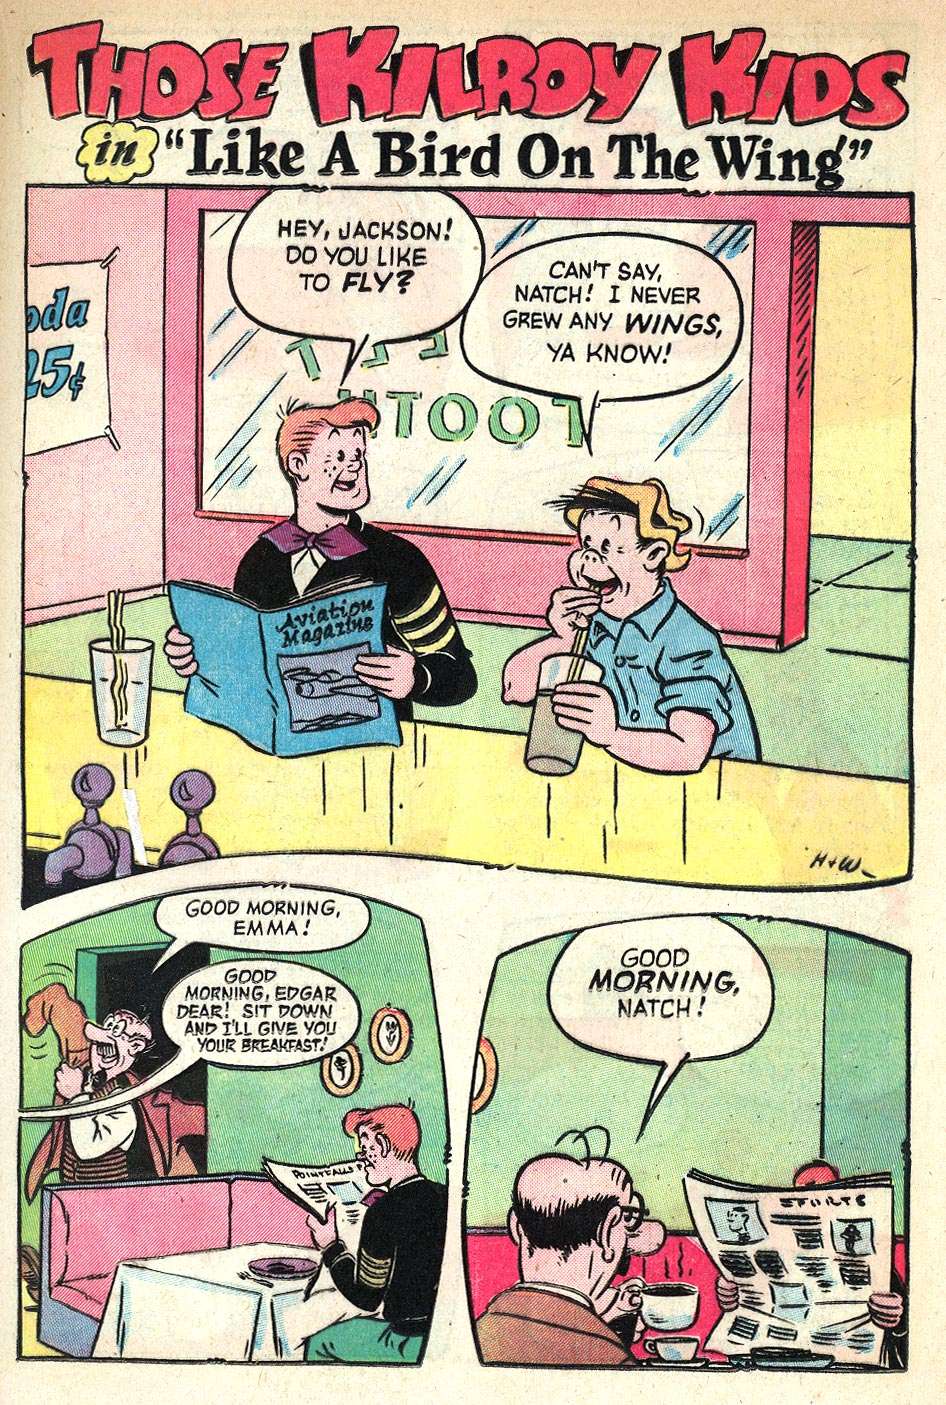 THOSE KILROY KIDS
in "Like A Bird On The Wing"
HEY, JACKSON!
DO YOU LIKE
TO FLY?
CAN'T SAY,
NATCH! I NEVER
GREW ANY WINGS,
YA KNOW!
oda
25¢
TOOTH
Aviation
Magazine
H+W
GOOD MORNING,
EMMA!
GOOD
MORNING, EDGAR
DEAR! SIT DOWN
AND I'LL GIVE YOU
YOUR BREAKFAST!
POINTFALLS
GOOD
MORNING,
NATCH!
SPORTS